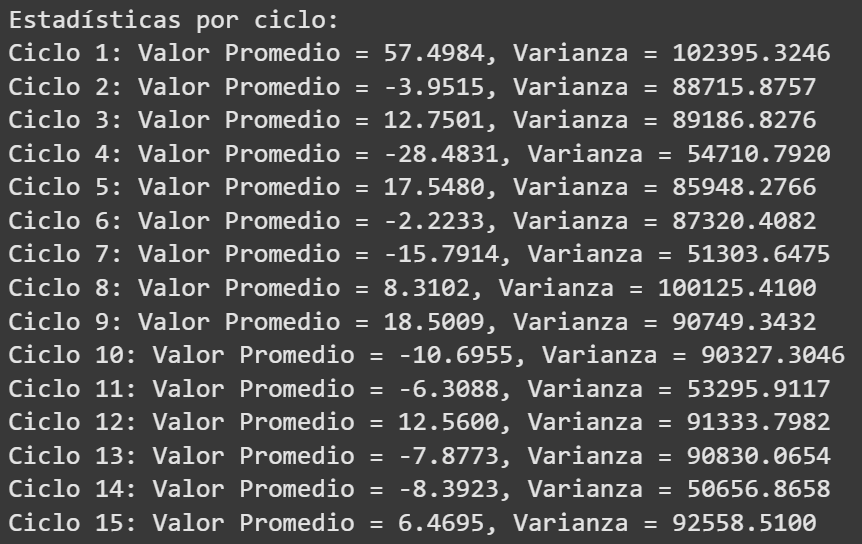 Estadísticas por ciclo:
Ciclo 1: Valor Promedio = 57.4984, Varianza = 102395.3246
Ciclo 2: Valor Promedio = -3.9515, Varianza = 88715.8757
Ciclo 3: Valor Promedio = 12.7501, Varianza = 89186.8276
Ciclo 4: Valor Promedio = -28.4831, Varianza = 54710.7920
Ciclo 5: Valor Promedio = 17.5480, Varianza = 85948.2766
Ciclo 6: Valor Promedio = -2.2233, Varianza = 87320.4082
Ciclo 7: Valor Promedio = -15.7914, Varianza = 51303.6475
Ciclo 8: Valor Promedio = 8.3102, Varianza = 100125.4100
Ciclo 9: Valor Promedio = 18.5009, Varianza = 90749.3432
Ciclo 10: Valor Promedio = -10.6955, Varianza = 90327.3046
Ciclo 11: Valor Promedio = -6.3088, Varianza = 53295.9117
Ciclo 12: Valor Promedio = 12.5600, Varianza = 91333.7982
Ciclo 13: Valor Promedio = -7.8773, Varianza = 90830.0654
Ciclo 14: Valor Promedio = -8.3923, Varianza = 50656.8658
Ciclo 15: Valor Promedio = 6.4695, Varianza = 92558.5100